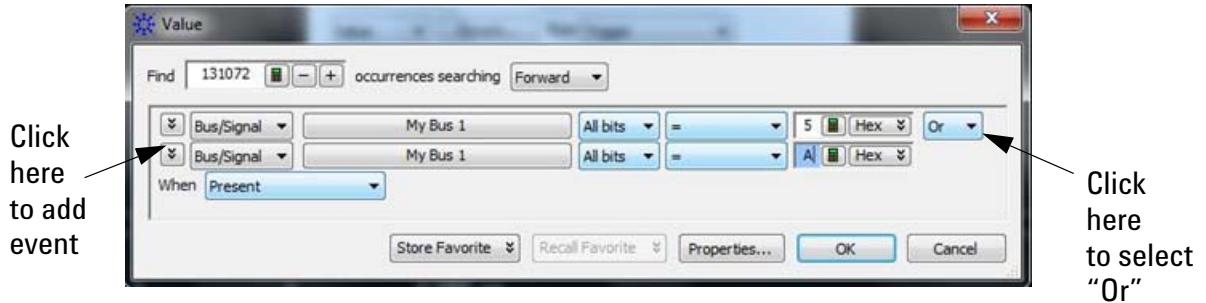 Value
Find 131072 - + occurrences searching Forward
Bus/Signal My Bus 1 All bits = 5 Hex Or
Bus/Signal My Bus 1 All bits = A Hex
When Present
Store Favorite Recall Favorite Properties... OK Cancel
Click
here
to add
event
Click
here
to select
“Or”